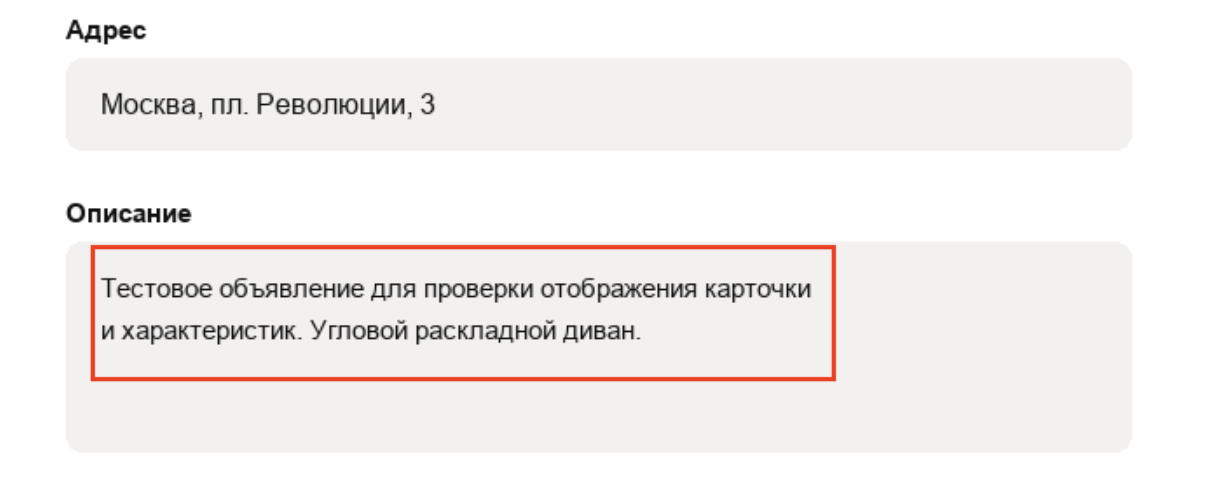 Адрес
Москва, пл. Революции, 3
Описание
Тестовое объявление для проверки отображения карточки
и характеристик. Угловой раскладной диван.